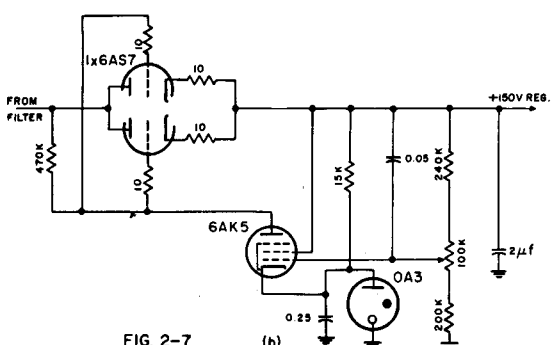 10
1x6AS7
10
FROM
FILTER
+150V REG.
10
470K
10
15K
0.05
240K
6AK5
100K
0A3
2µf
0.25
200K
FIG 2-7 (b)